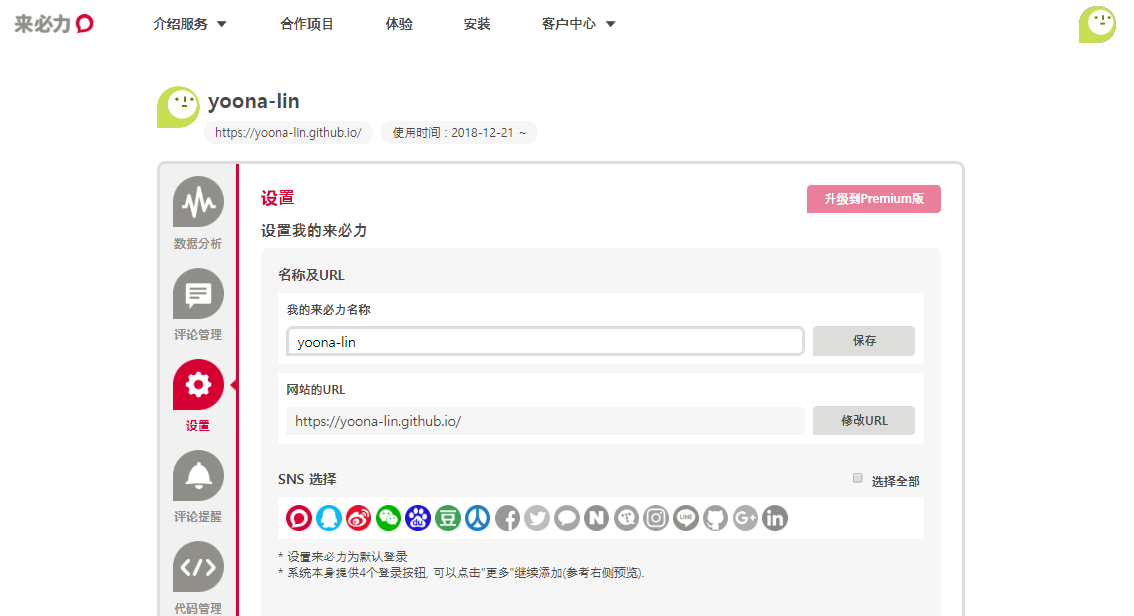 来必力
介绍服务 合作项目 体验 安装 客户中心
yoona-lin
https://yoona-lin.github.io/ 使用时间 : 2018-12-21 ~
数据分析
评论管理
设置
评论提醒
代码管理
设置 升级到Premium版
设置我的来必力
名称及URL
我的来必力名称
yoona-lin 保存
网站的URL
https://yoona-lin.github.io/ 修改URL
SNS 选择 选择全部
du 豆 N LINE G+ in
* 设置来必力为默认登录
* 系统本身提供4个登录按钮, 可以点击"更多"继续添加(参考右侧预览).